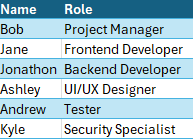 Name Role
Bob Project Manager
Jane Frontend Developer
Jonathon Backend Developer
Ashley UI/UX Designer
Andrew Tester
Kyle Security Specialist